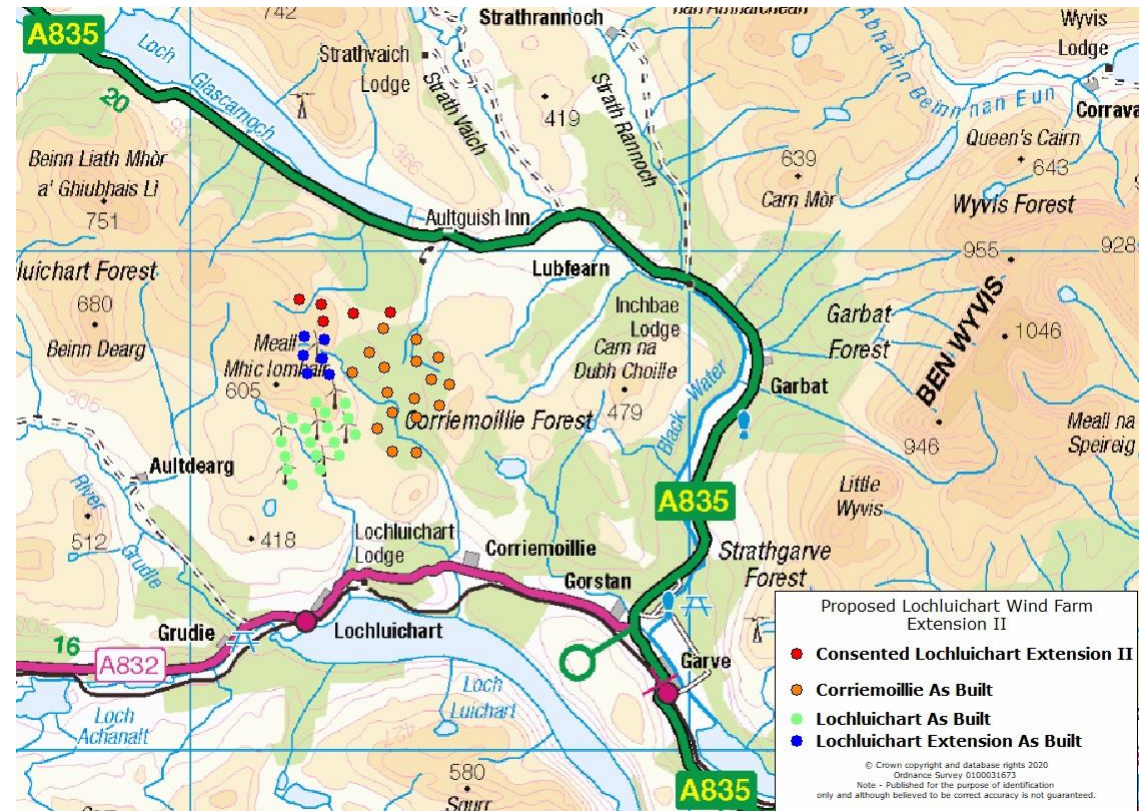 742
A835
Loch
Glascarnoch
20
Strathvaich
Lodge
Strathrannoch
Strath Vaich
419
Strath Rannoch
639
Carn Mòr
Wyvis
Lodge
Abhainn Beinn nan Eun
Corrava
Queen's Cairn
643
Wyvis Forest
955
928
Beinn Liath Mhòr
a' Ghiubhais Lì
751
Aultguish Inn
Lubfearn
luichart Forest
680
Beinn Dearg
Meall
Mhic Iomhair
605
Corriemoillie Forest
Inchbae
Lodge
Carn na
Dubh Choille
479
Black Water
Garbat
Forest
Garbat
BEN WYVIS
1046
946
Meall na
Speireig
Little
Wyvis
305
Aultdearg
River
Grudie
512
418
Lochluichart
Lodge
Corriemoillie
Gorstan
A835
Strathgarve
Forest
Grudie
16
A832
Lochluichart
Garve
Loch
Achanalt
Loch
Luichart
427
580
Sgurr
A835
Proposed Lochluichart Wind Farm
Extension II
Consented Lochluichart Extension II
Corriemoillie As Built
Lochluichart As Built
Lochluichart Extension As Built
© Crown copyright and database rights 2020
Ordnance Survey 0100031673
Note - Published for the purpose of identification
only and although believed to be correct accuracy is not guaranteed.